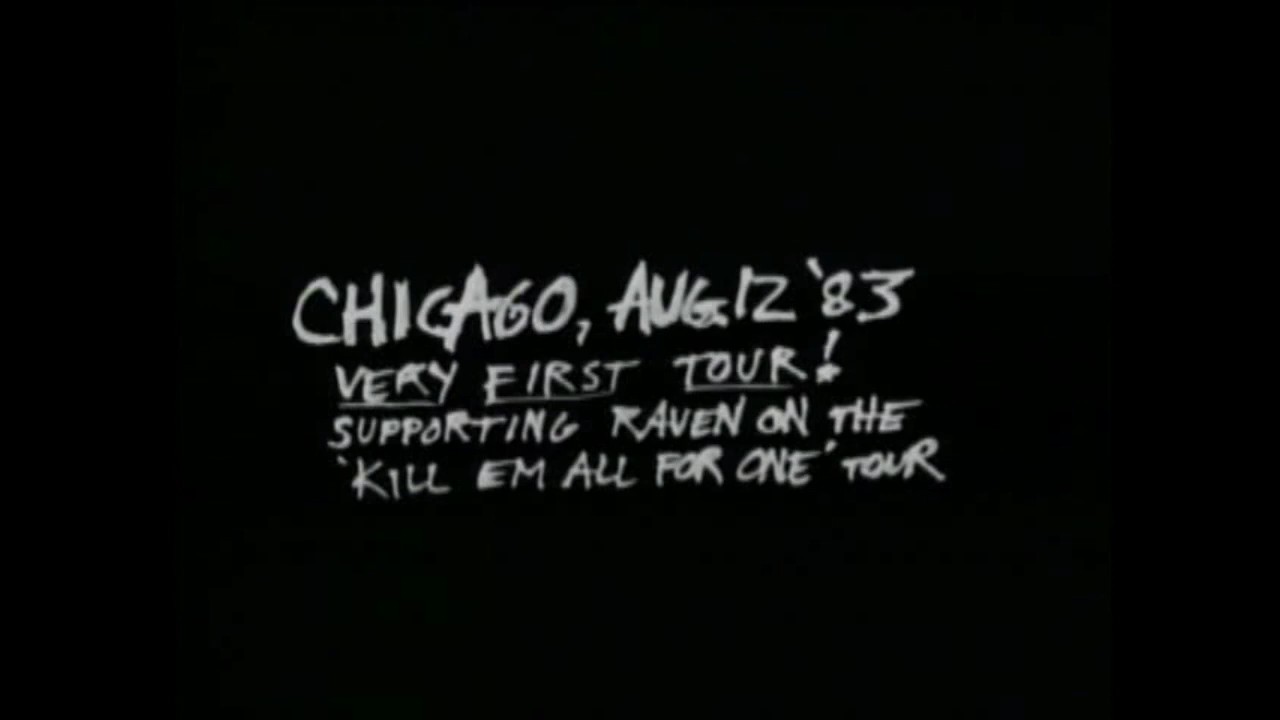 CHICAGO, AUG. 12 '83
VERY FIRST TOUR!
SUPPORTING RAVEN ON THE
'KILL EM ALL FOR ONE' TOUR